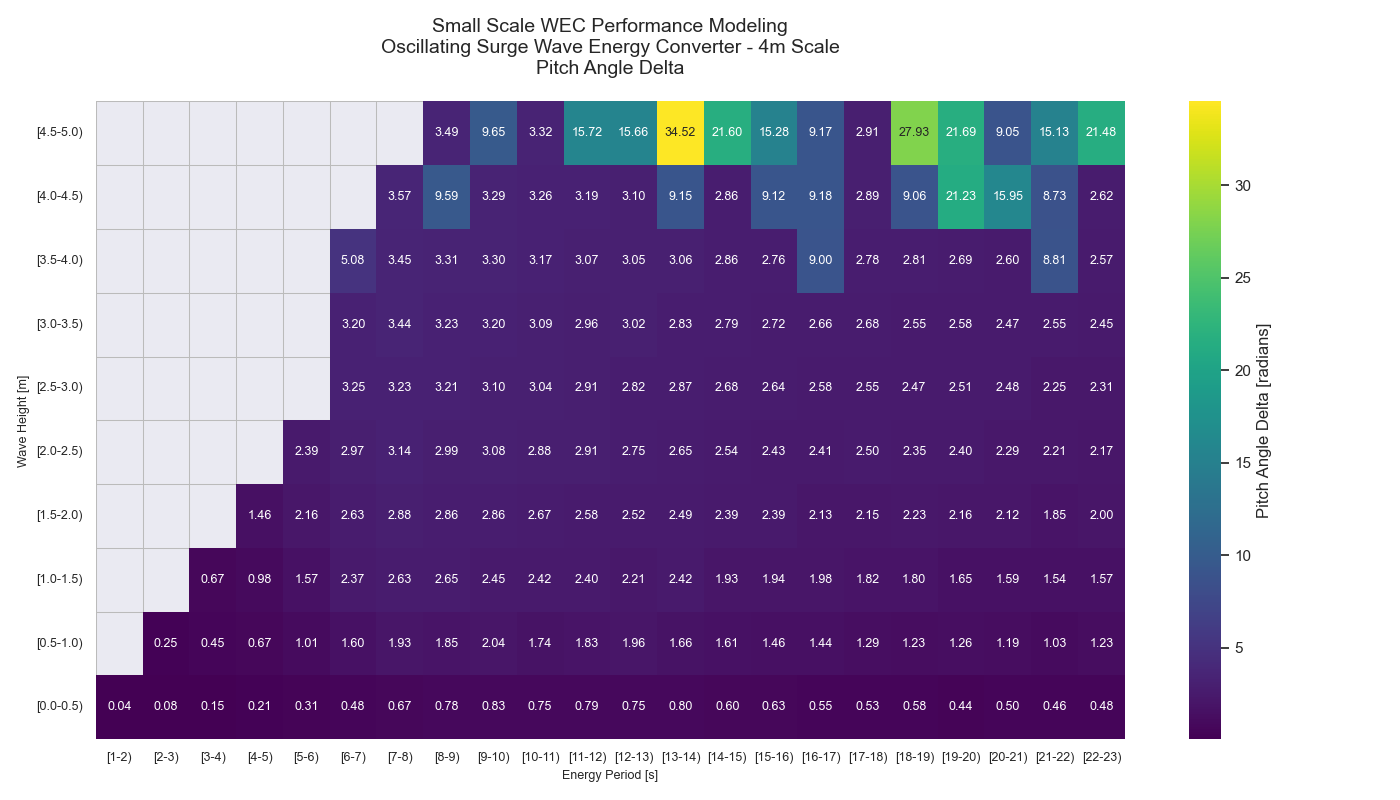 Small Scale WEC Performance Modeling
Oscillating Surge Wave Energy Converter - 4m Scale
Pitch Angle Delta
[4.5-5.0) 3.49 9.65 3.32 15.72 15.66 34.52 21.60 15.28 9.17 2.91 27.93 21.69 9.05 15.13 21.48
[4.0-4.5) 3.57 9.59 3.29 3.26 3.19 3.10 9.15 2.86 9.12 9.18 2.89 9.06 21.23 15.95 8.73 2.62
[3.5-4.0) 5.08 3.45 3.31 3.30 3.17 3.07 3.05 3.06 2.86 2.76 9.00 2.78 2.81 2.69 2.60 8.81 2.57
[3.0-3.5) 3.20 3.44 3.23 3.20 3.09 2.96 3.02 2.83 2.79 2.72 2.66 2.68 2.55 2.58 2.47 2.55 2.45
[2.5-3.0) 3.25 3.23 3.21 3.10 3.04 2.91 2.82 2.87 2.68 2.64 2.58 2.55 2.47 2.51 2.48 2.25 2.31
[2.0-2.5) 2.39 2.97 3.14 2.99 3.08 2.88 2.91 2.75 2.65 2.54 2.43 2.41 2.50 2.35 2.40 2.29 2.21 2.17
[1.5-2.0) 1.46 2.16 2.63 2.88 2.86 2.86 2.67 2.58 2.52 2.49 2.39 2.39 2.13 2.15 2.23 2.16 2.12 1.85 2.00
[1.0-1.5) 0.67 0.98 1.57 2.37 2.63 2.65 2.45 2.42 2.40 2.21 2.42 1.93 1.94 1.98 1.82 1.80 1.65 1.59 1.54 1.57
[0.5-1.0) 0.25 0.45 0.67 1.01 1.60 1.93 1.85 2.04 1.74 1.83 1.96 1.66 1.61 1.46 1.44 1.29 1.23 1.26 1.19 1.03 1.23
[0.0-0.5) 0.04 0.08 0.15 0.21 0.31 0.48 0.67 0.78 0.83 0.75 0.79 0.75 0.80 0.60 0.63 0.55 0.53 0.58 0.44 0.50 0.46 0.48
[1-2) [2-3) [3-4) [4-5) [5-6) [6-7) [7-8) [8-9) [9-10) [10-11) [11-12) [12-13) [13-14) [14-15) [15-16) [16-17) [17-18) [18-19) [19-20) [20-21) [21-22) [22-23)
Energy Period [s]
Wave Height [m]
30
25
20
15
10
5
Pitch Angle Delta [radians]